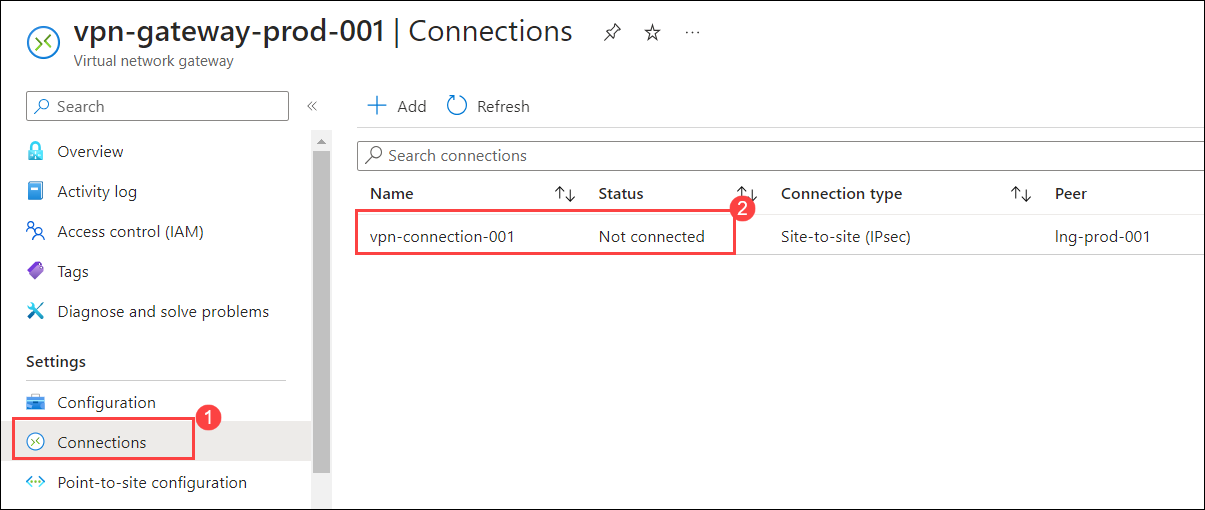 vpn-gateway-prod-001 | Connections ...
Virtual network gateway
Search «
Overview
Activity log
Access control (IAM)
Tags
Diagnose and solve problems
Settings
Configuration
Connections 1
Point-to-site configuration
Add Refresh
Search connections
Name Status Connection type Peer
2
vpn-connection-001 Not connected Site-to-site (IPsec) lng-prod-001